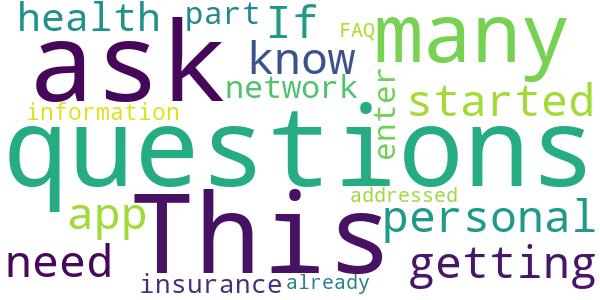 health part If FAQ many
ask know
network enter started
information
questions
addressed
This app personal
need getting
insurance already